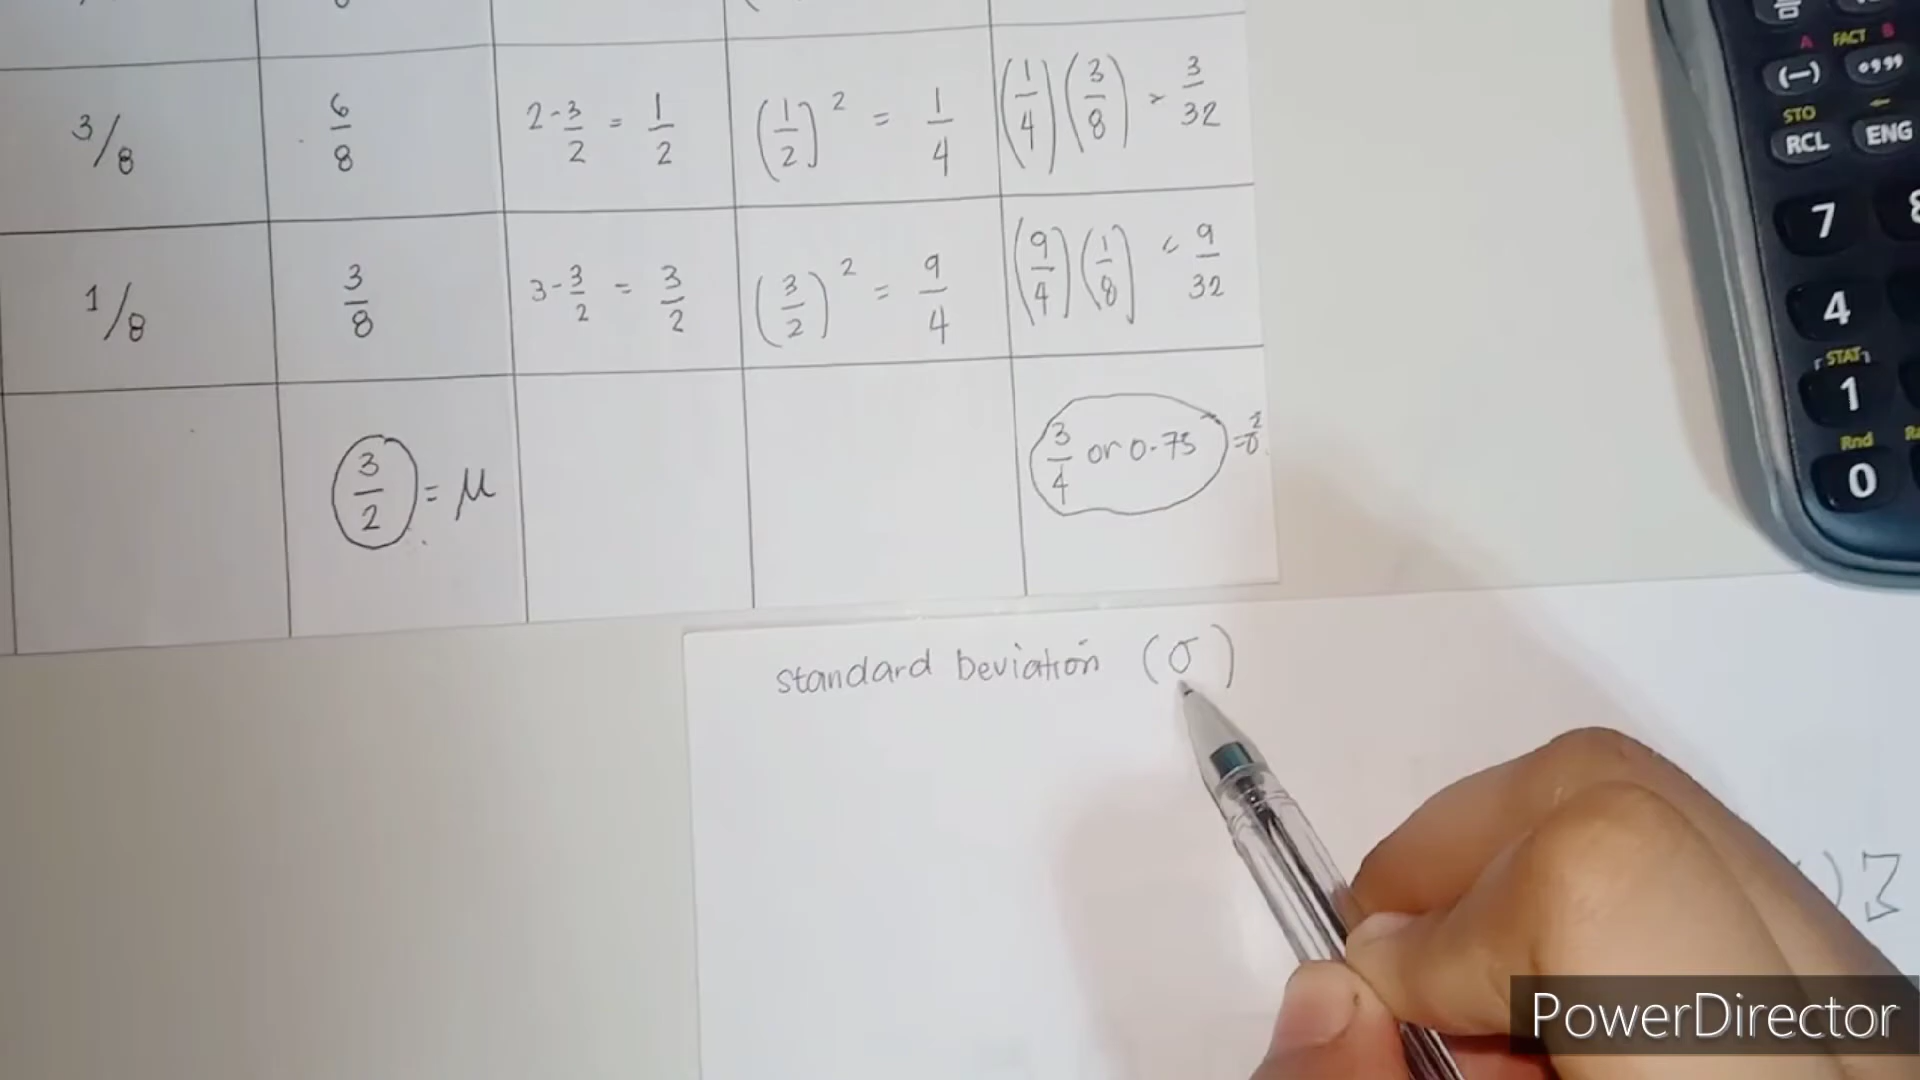 3/8 6/8 2-3/2 = 1/2 (1/2)² = 1/4 (1/4)(3/8) = 3/32
1/8 3/8 3-3/2 = 3/2 (3/2)² = 9/4 (9/4)(1/8) = 9/32
3/2 = μ 3/4 or 0.75 = σ²
standard Deviation (σ)
A FACT B
(−) °,,,
STO ←
RCL ENG
7 8
4
STAT
1
Rnd
0
3
PowerDirector